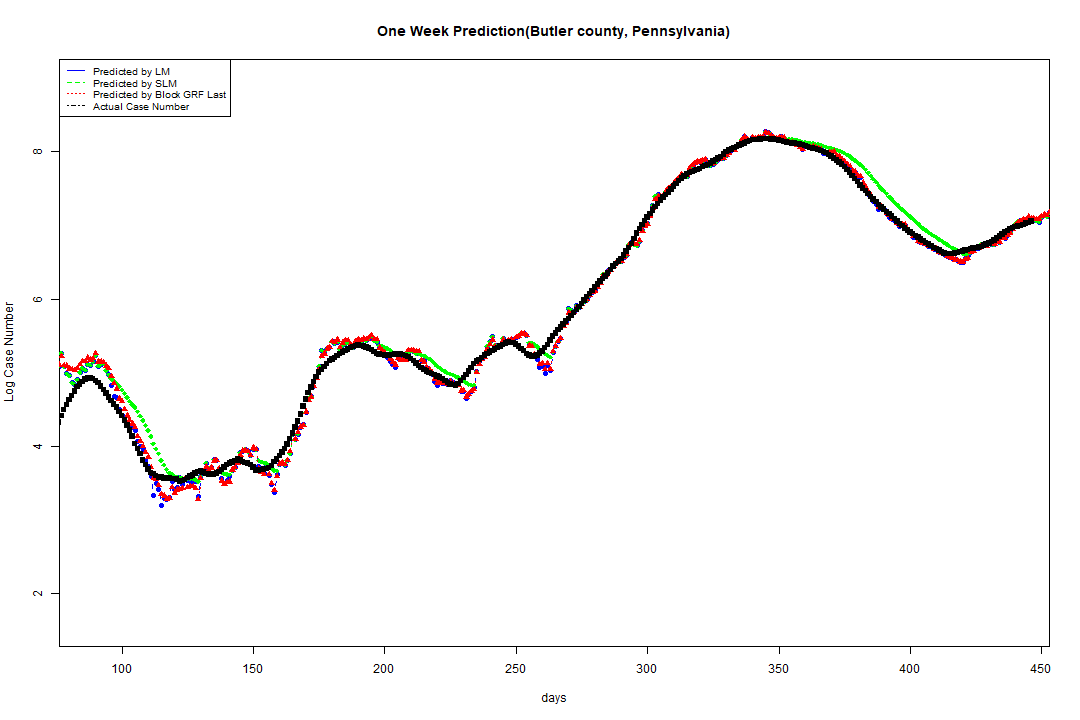 One Week Prediction(Butler county, Pennsylvania)
Predicted by LM
Predicted by SLM
Predicted by Block GRF Last
Actual Case Number
8
6
4
2
Log Case Number
100 150 200 250 300 350 400 450
days